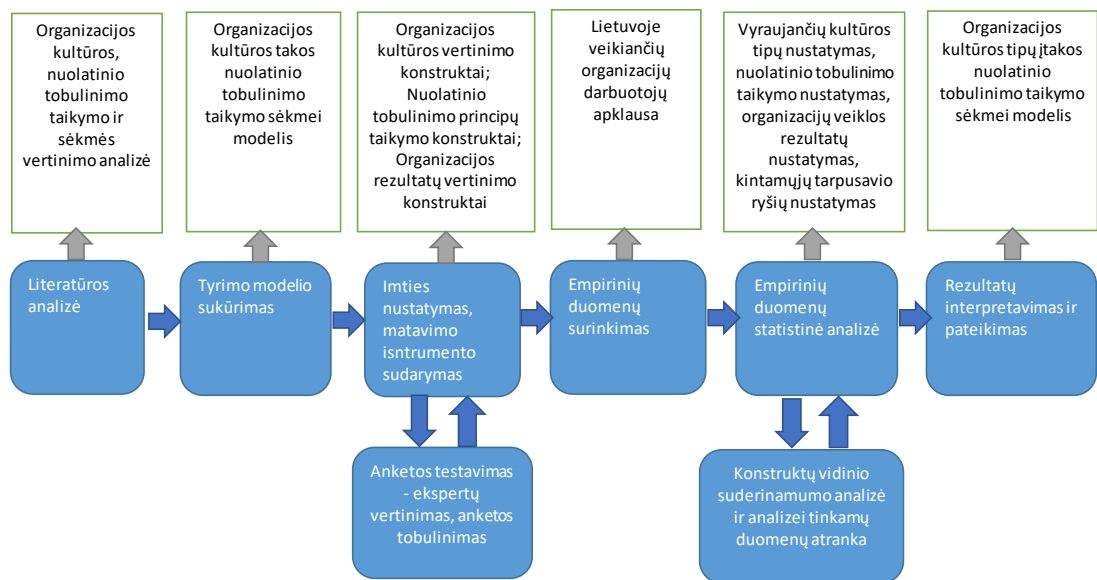 Organizacijos
kultūros,
nuolatinio
tobulinimo
taikymo ir
sėkmės
vertinimo analizė
Organizacijos
kultūros takos
nuolatinio
tobulinimo
taikymo sėkmei
modelis
Organizacijos
kultūros vertinimo
konstruktai;
Nuolatinio
tobulinimo principų
taikymo konstruktai;
Organizacijos
rezultatų vertinimo
konstruktai
Lietuvoje
veikiančių
organizacijų
darbuotojų
apklausa
Vyraujančių kultūros
tipų nustatymas,
nuolatinio tobulinimo
taikymo nustatymas,
organizacijų veiklos
rezultatų
nustatymas,
kintamųjų tarpusavio
ryšių nustatymas
Organizacijos
kultūros tipų įtakos
nuolatinio
tobulinimo taikymo
sėkmei modelis
Literatūros
analizė
Tyrimo modelio
sukūrimas
Imties
nustatymas,
matavimo
isntrumento
sudarymas
Empirinių
duomenų
surinkimas
Empirinių
duomenų
statistinė analizė
Rezultatų
interpretavimas ir
pateikimas
Anketos testavimas
- ekspertų
vertinimas, anketos
tobulinimas
Konstruktų vidinio
suderinamumo analizė
ir analizei tinkamų
duomenų atranka